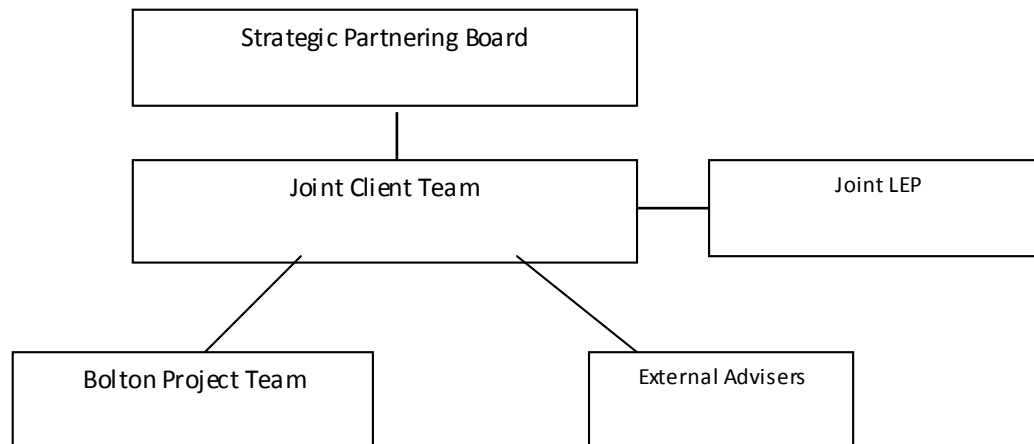 Strategic Partnering Board
Joint Client Team
Joint LEP
Bolton Project Team
External Advisers